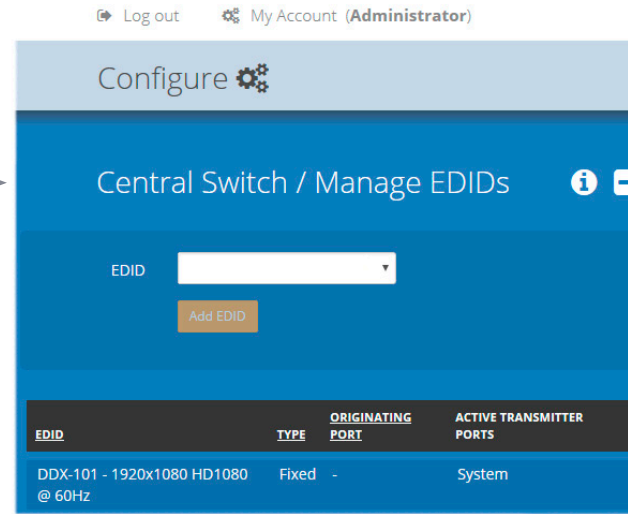 Log out My Account (Administrator)
Configure
Central Switch / Manage EDIDs
EDID
Add EDID
EDID TYPE ORIGINATING PORT ACTIVE TRANSMITTER PORTS
DDX-101 - 1920x1080 HD1080 @ 60Hz Fixed - System